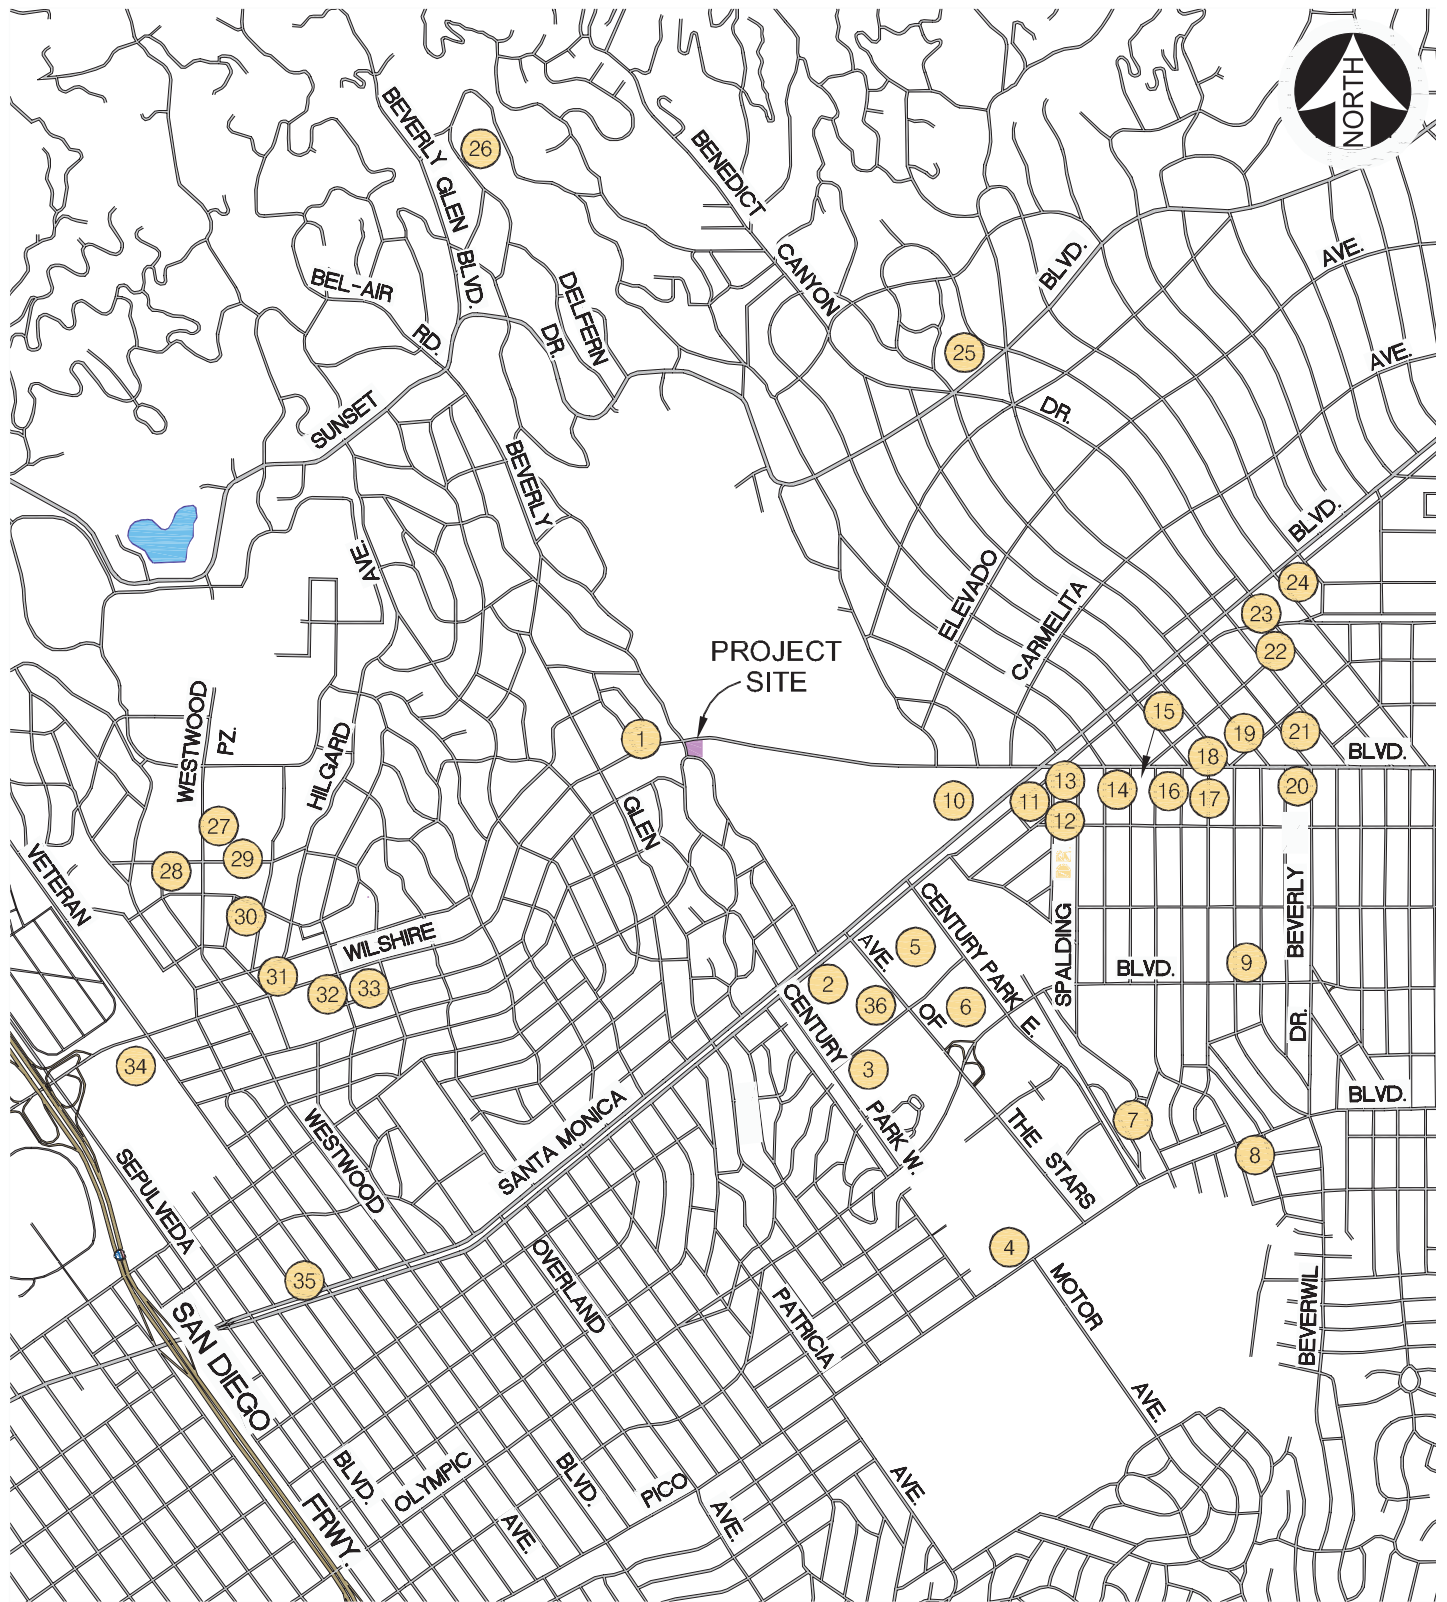 NORTH
BEVERLY GLEN BLVD.
26
BENEDICT CANYON
BLVD.
AVE.
BEL-AIR
RD.
DELFERN
DR.
25
AVE.
DR.
SUNSET
BEVERLY
BLVD.
AVE.
ELEVADO
CARMELITA
24
23
22
PROJECT
SITE
WESTWOOD
PZ.
HILGARD
1
15
19
21
18
BLVD.
13
14
16
17
20
10
11
12
GLEN
27
28
29
VETERAN
30
WILSHIRE
31
32
33
CENTURY PARK E.
SPALDING
BEVERLY
DR.
BLVD.
9
5
AVE.
OF
THE STARS
2
36
6
CENTURY
PARK W.
3
34
BLVD.
7
8
WESTWOOD
SANTA MONICA
SEPULVEDA
4
35
OVERLAND
PATRICIA
MOTOR
AVE.
BEVERWIL
SAN DIEGO
FRWY.
BLVD.
OLYMPIC
AVE.
BLVD.
PICO
AVE.
AVE.